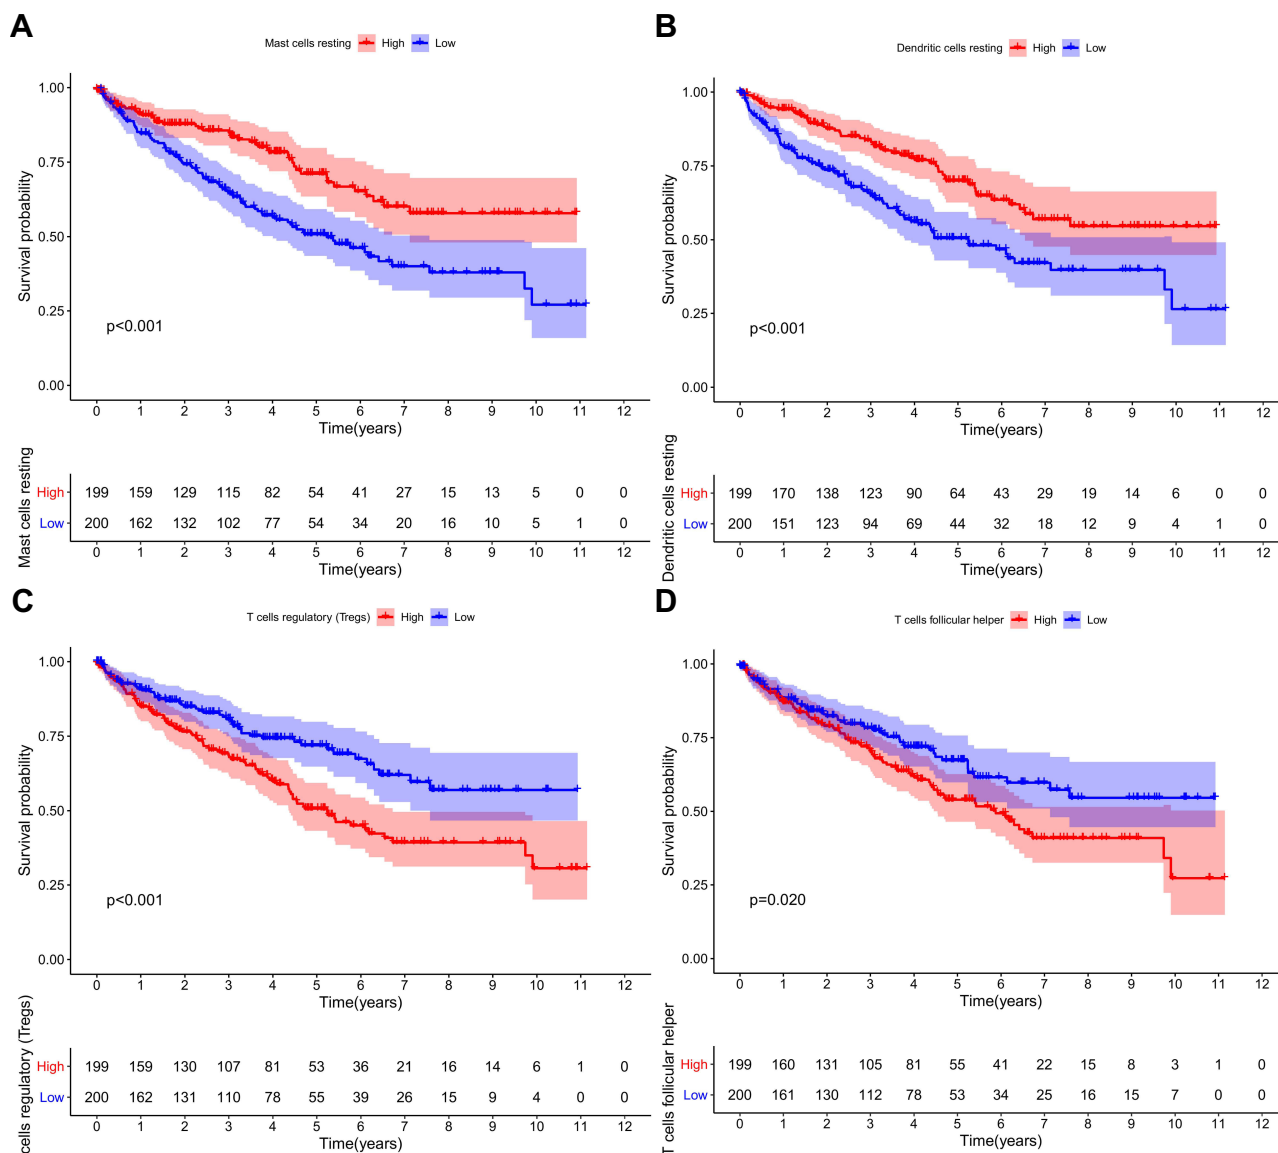 A
Mast cells resting High Low
Survival probability
1.00
0.75
0.50
0.25
0.00
p<0.001
0 1 2 3 4 5 6 7 8 9 10 11 12
Time(years)
Mast cells resting
High 199 159 129 115 82 54 41 27 15 13 5 0 0
Low 200 162 132 102 77 54 34 20 16 10 5 1 0
0 1 2 3 4 5 6 7 8 9 10 11 12
Time(years)
B
Dendritic cells resting High Low
Survival probability
1.00
0.75
0.50
0.25
0.00
p<0.001
0 1 2 3 4 5 6 7 8 9 10 11 12
Time(years)
Dendritic cells resting
High 199 170 138 123 90 64 43 29 19 14 6 0 0
Low 200 151 123 94 69 44 32 18 12 9 4 1 0
0 1 2 3 4 5 6 7 8 9 10 11 12
Time(years)
C
T cells regulatory (Tregs) High Low
Survival probability
1.00
0.75
0.50
0.25
0.00
p<0.001
0 1 2 3 4 5 6 7 8 9 10 11 12
Time(years)
cells regulatory (Tregs)
High 199 159 130 107 81 53 36 21 16 14 6 1 0
Low 200 162 131 110 78 55 39 26 15 9 4 0 0
0 1 2 3 4 5 6 7 8 9 10 11 12
Time(years)
D
T cells follicular helper High Low
Survival probability
1.00
0.75
0.50
0.25
0.00
p=0.020
0 1 2 3 4 5 6 7 8 9 10 11 12
Time(years)
T cells follicular helper
High 199 160 131 105 81 55 41 22 15 8 3 1 0
Low 200 161 130 112 78 53 34 25 16 15 7 0 0
0 1 2 3 4 5 6 7 8 9 10 11 12
Time(years)